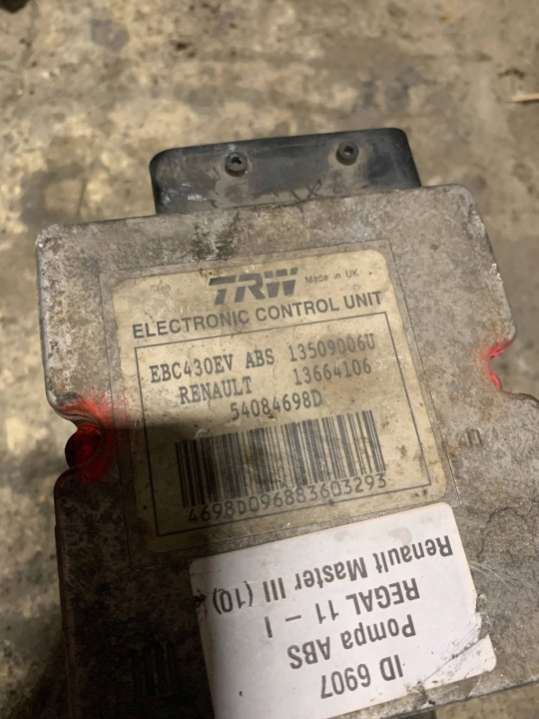 TRW Made in UK
ELECTRONIC CONTROL UNIT
EBC430EV ABS 13509006U
RENAULT 13664106
54084698D
4698D096883603293
ID 6907
Pompa ABS
REGAL 11 - I
Renault Master III (10)